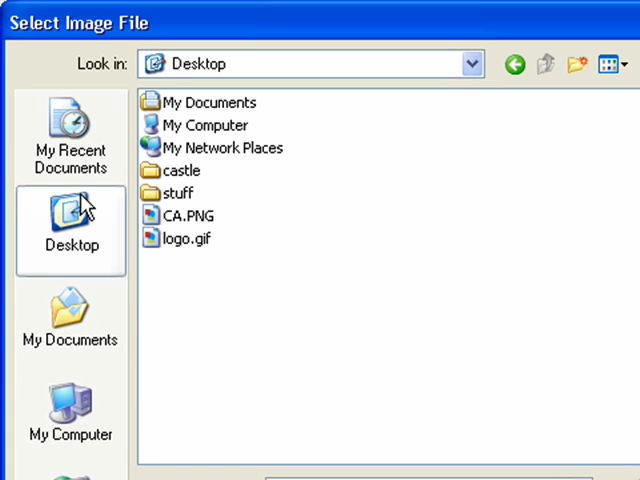 Select Image File
Look in: Desktop
My Documents
My Computer
My Network Places
castle
stuff
CA.PNG
logo.gif
My Recent
Documents
Desktop
My Documents
My Computer